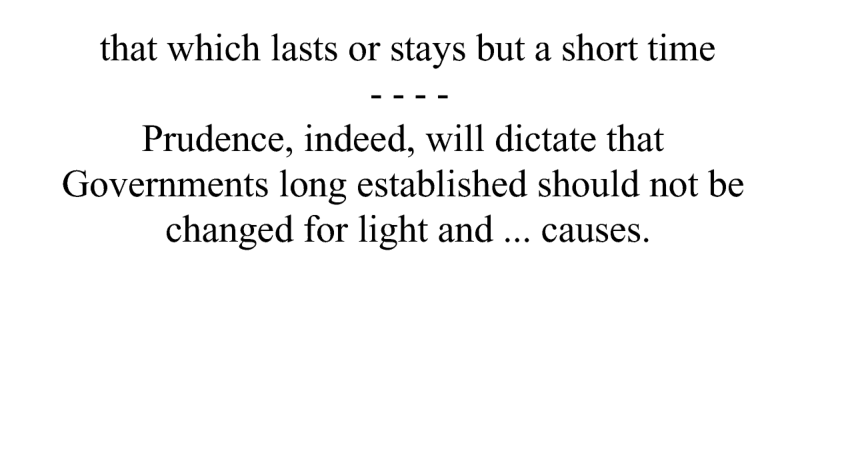 that which lasts or stays but a short time
- - - -
Prudence, indeed, will dictate that
Governments long established should not be
changed for light and ... causes.